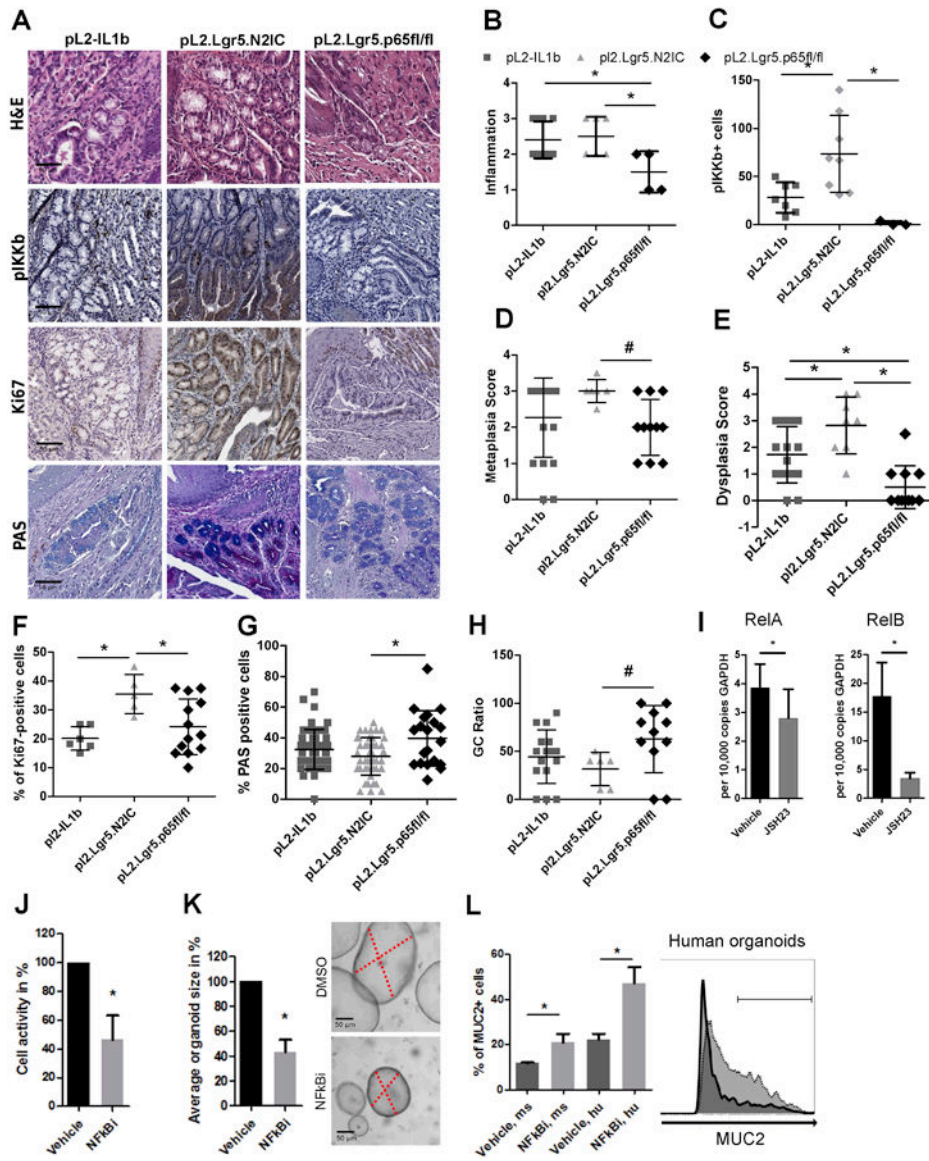 A
pL2-IL1b
pL2.Lgr5.N2IC
pL2.Lgr5.p65fl/fl
H&E
pIKKb
Ki67
PAS
B
C
pL2-IL1b
pl2.Lgr5.N2IC
pL2.Lgr5.p65fl/fl
*
*
Inflammation
4
3
2
1
0
pL2-IL1b
pl2.Lgr5.N2IC
pL2.Lgr5.p65fl/fl
*
*
pIKKb+ cells
150
100
50
0
pL2-IL1b
pl2.Lgr5.N2IC
pL2.Lgr5.p65fl/fl
D
#
Metaplasia Score
4
3
2
1
0
pL2-IL1b
pl2.Lgr5.N2IC
pL2.Lgr5.p65fl/fl
E
*
*
*
Dysplasia Score
5
4
3
2
1
0
-1
pL2-IL1b
pl2.Lgr5.N2IC
pL2.Lgr5.p65fl/fl
F
*
*
% of Ki67-positive cells
50
40
30
20
10
0
pl2-IL1b
pl2.Lgr5.N2IC
pL2.Lgr5.p65fl/fl
G
*
% PAS positive cells
100
80
60
40
20
0
pL2-IL1b
pL2.Lgr5.N2IC
pL2.Lgr5.p65fl/fl
H
#
GC Ratio
150
100
50
0
pL2-IL1b
pl2.Lgr5.N2IC
pL2.Lgr5.p65fl/fl
I
RelA
RelB
*
per 10,000 copies GAPDH
5
4
3
2
1
0
Vehicle
JSH23
*
per 10,000 copies GAPDH
25
20
15
10
5
0
Vehicle
JSH23
J
Cell activity in %
120
100
80
60
40
20
0
*
Vehicle
NFkBi
K
Average organoid size in %
120
100
80
60
40
20
0
*
Vehicle
NFkBi
DMSO
50 µm
NFkBi
50 µm
L
% of MUC2+ cells
60
40
20
0
*
*
Vehicle, ms
NFkBi, ms
Vehicle, hu
NFkBi, hu
Human organoids
MUC2